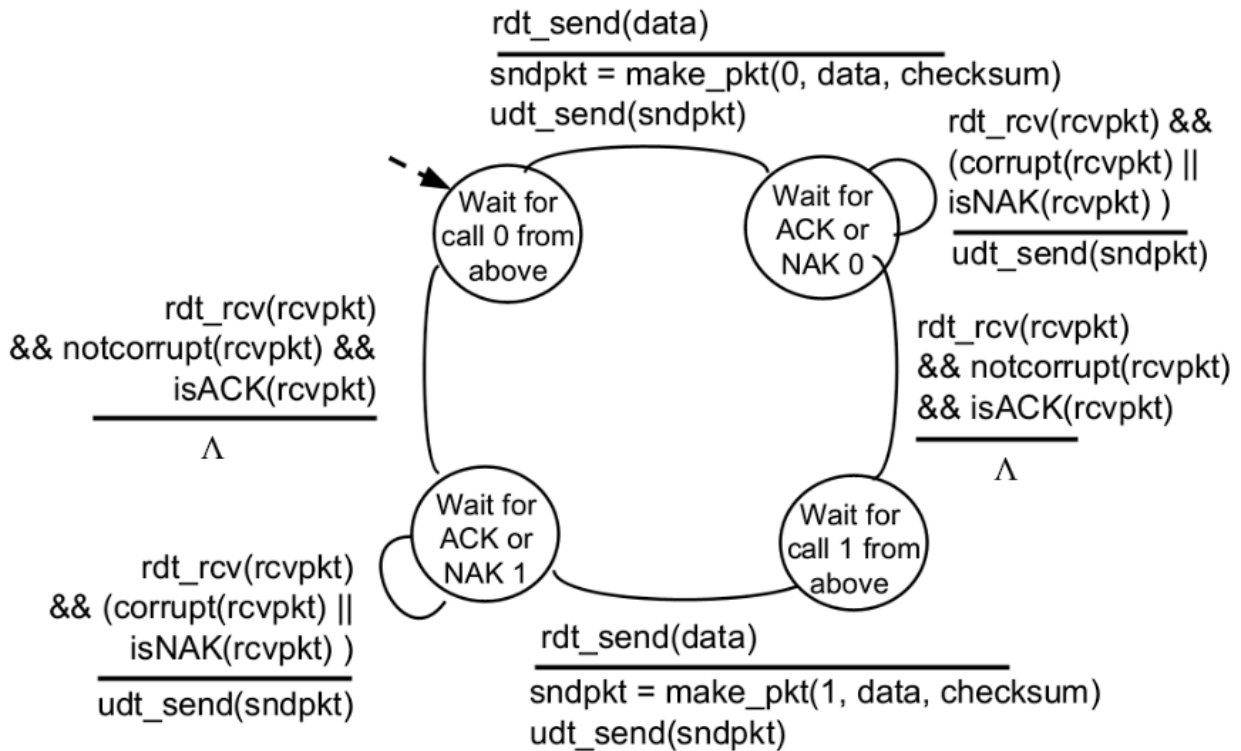 rdt_send(data)
sndpkt = make_pkt(0, data, checksum)
udt_send(sndpkt)
rdt_rcv(rcvpkt) &&
(corrupt(rcvpkt) ||
isNAK(rcvpkt) )
udt_send(sndpkt)
Wait for
call 0 from
above
Wait for
ACK or
NAK 0
rdt_rcv(rcvpkt)
&& notcorrupt(rcvpkt) &&
isACK(rcvpkt)
Λ
rdt_rcv(rcvpkt)
&& notcorrupt(rcvpkt)
&& isACK(rcvpkt)
Λ
Wait for
ACK or
NAK 1
Wait for
call 1 from
above
rdt_rcv(rcvpkt)
&& (corrupt(rcvpkt) ||
isNAK(rcvpkt) )
udt_send(sndpkt)
rdt_send(data)
sndpkt = make_pkt(1, data, checksum)
udt_send(sndpkt)